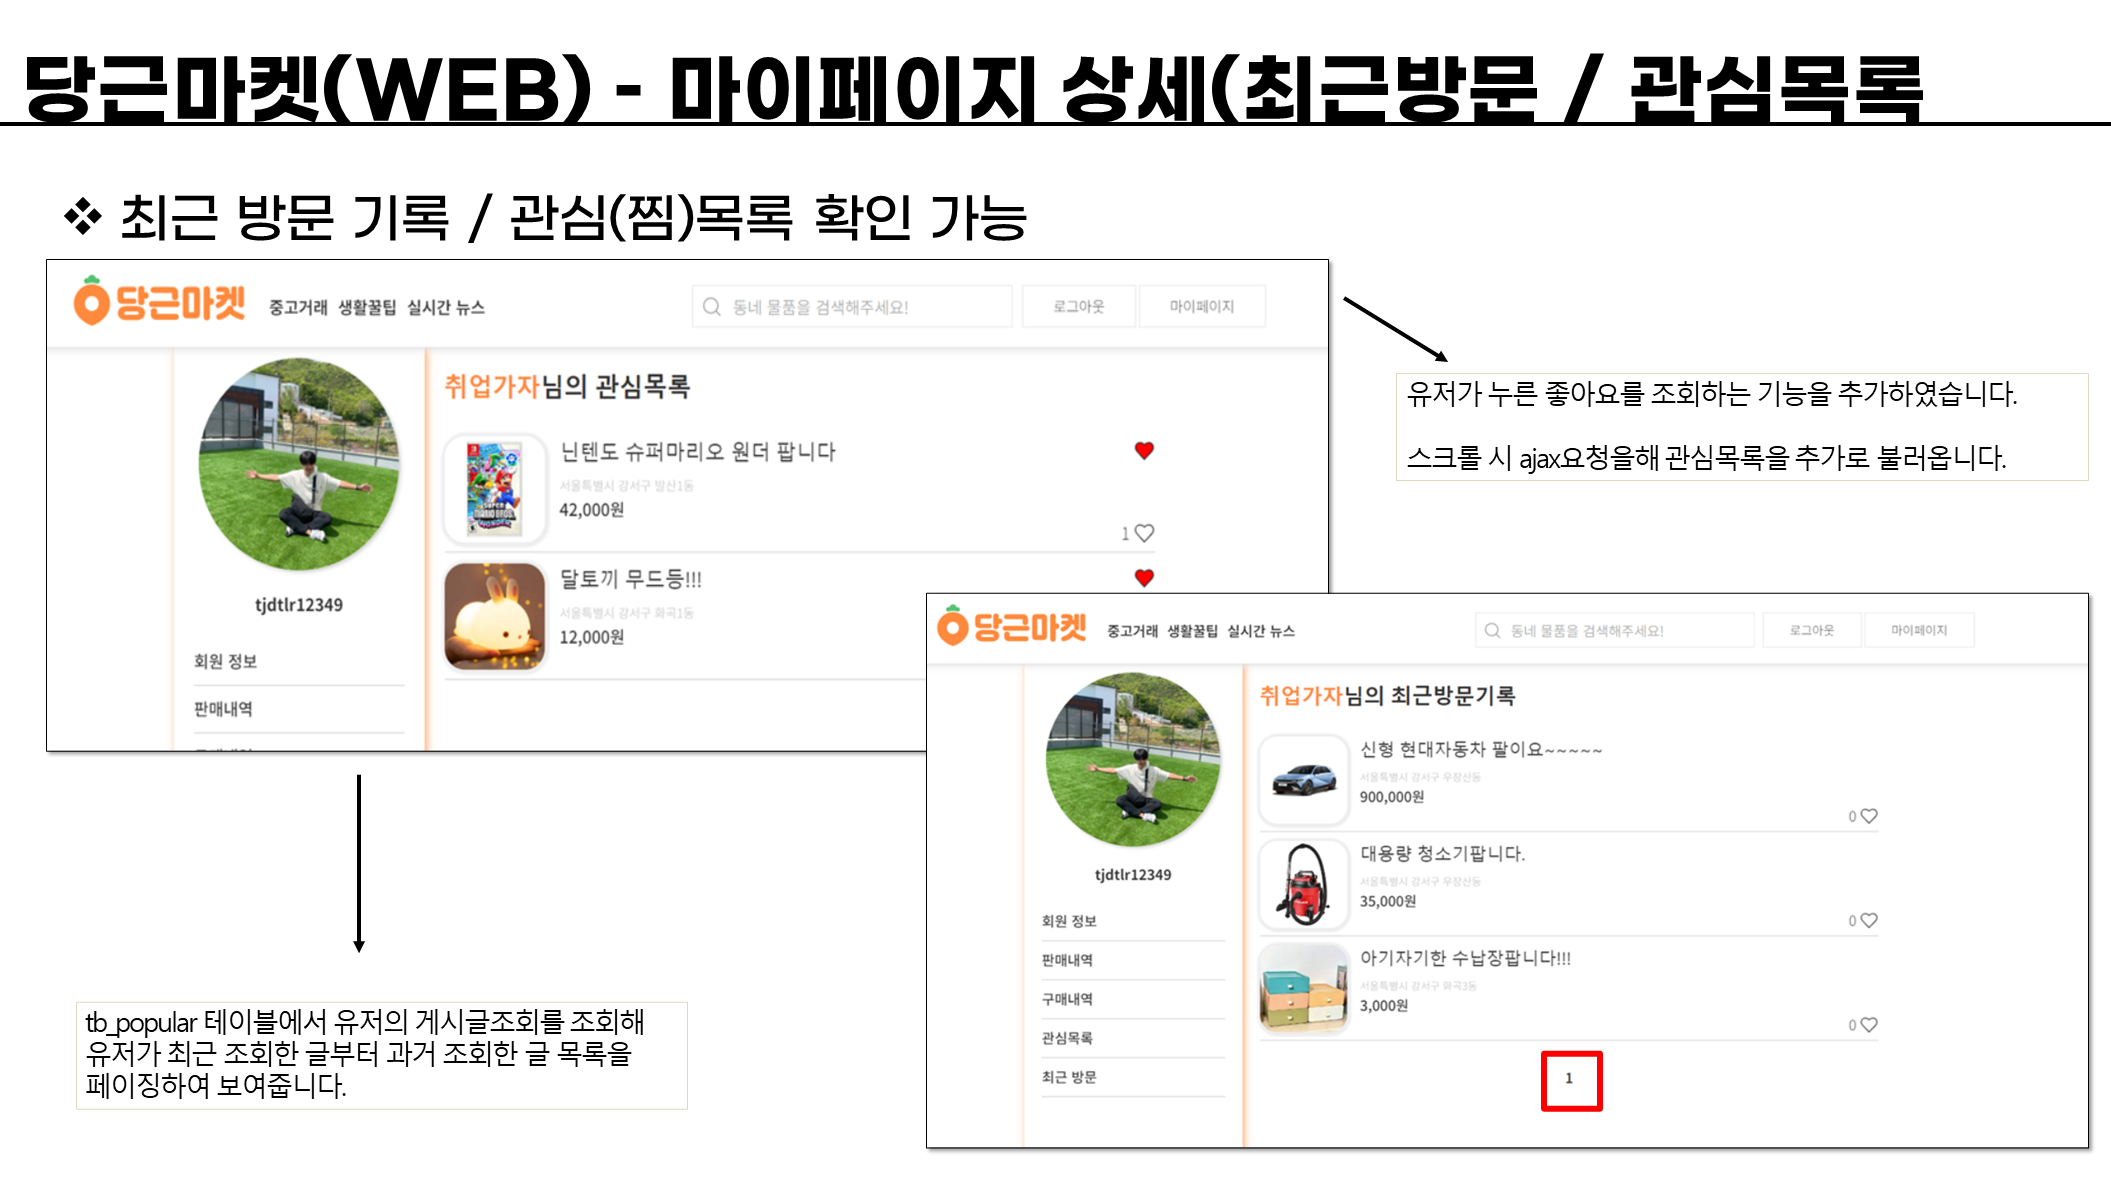 당근마켓(WEB) - 마이페이지 상세(최근방문 / 관심목록
❖ 최근 방문 기록 / 관심(찜)목록 확인 가능
당근마켓 중고거래 생활꿀팁 실시간 뉴스 동네 물품을 검색해주세요! 로그아웃 마이페이지
취업가자님의 관심목록
닌텐도 슈퍼마리오 원더 팝니다
서울특별시 강서구 발산1동
42,000원
1
달토끼 무드등!!!
서울특별시 강서구 화곡1동
12,000원
tjdtlr12349
회원 정보
판매내역
유저가 누른 좋아요를 조회하는 기능을 추가하였습니다.
스크롤 시 ajax요청을해 관심목록을 추가로 불러옵니다.
당근마켓 중고거래 생활꿀팁 실시간 뉴스 동네 물품을 검색해주세요! 로그아웃 마이페이지
취업가자님의 최근방문기록
신형 현대자동차 팔이요~~~~~
서울특별시 강서구 우장산동
900,000원
0
대용량 청소기팝니다.
서울특별시 강서구 우장산동
35,000원
0
아기자기한 수납장팝니다!!!
서울특별시 강서구 화곡3동
3,000원
0
1
tjdtlr12349
회원 정보
판매내역
구매내역
관심목록
최근 방문
tb_popular 테이블에서 유저의 게시글조회를 조회해
유저가 최근 조회한 글부터 과거 조회한 글 목록을
페이징하여 보여줍니다.